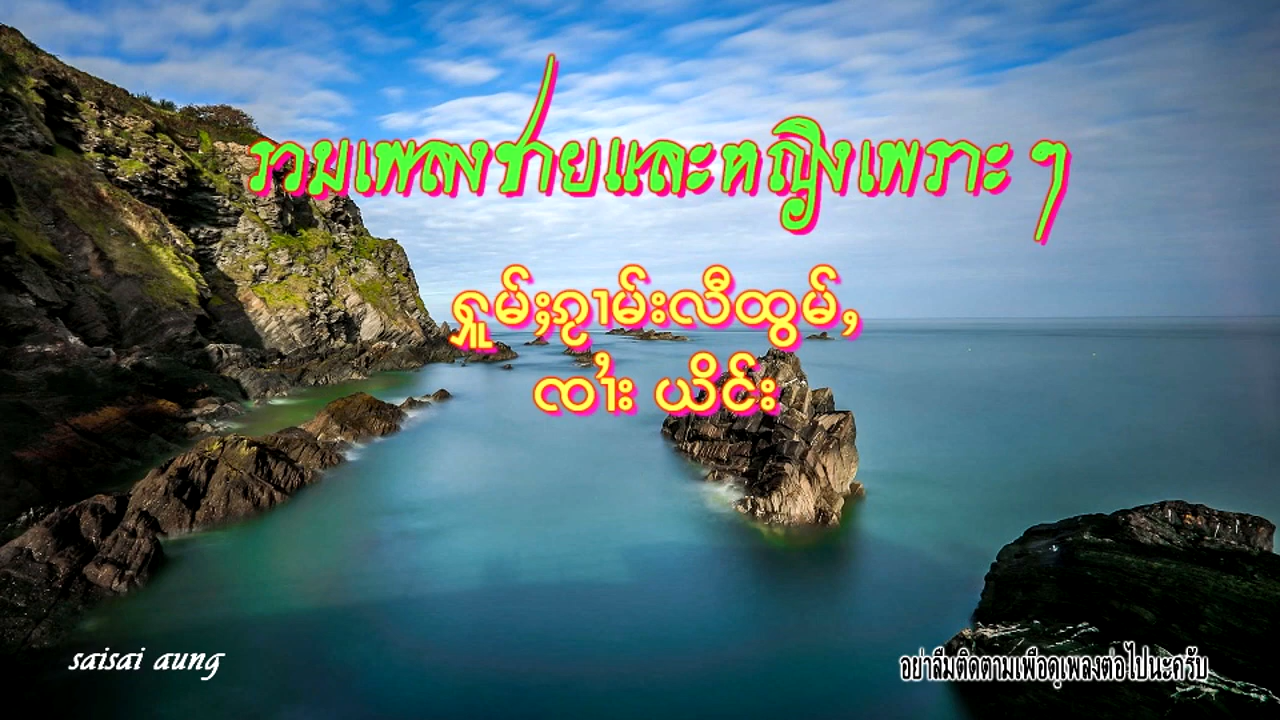 รวมเพลงชายและหญิงเพราะ ๆ
ႁူမ်ႈၵႂၢမ်းလီထွမ်ႇ
ၸၢႆး ယိင်း
saisai aung
อย่าลืมติดตามเพือดูเพลงต่อไปนะกรับ